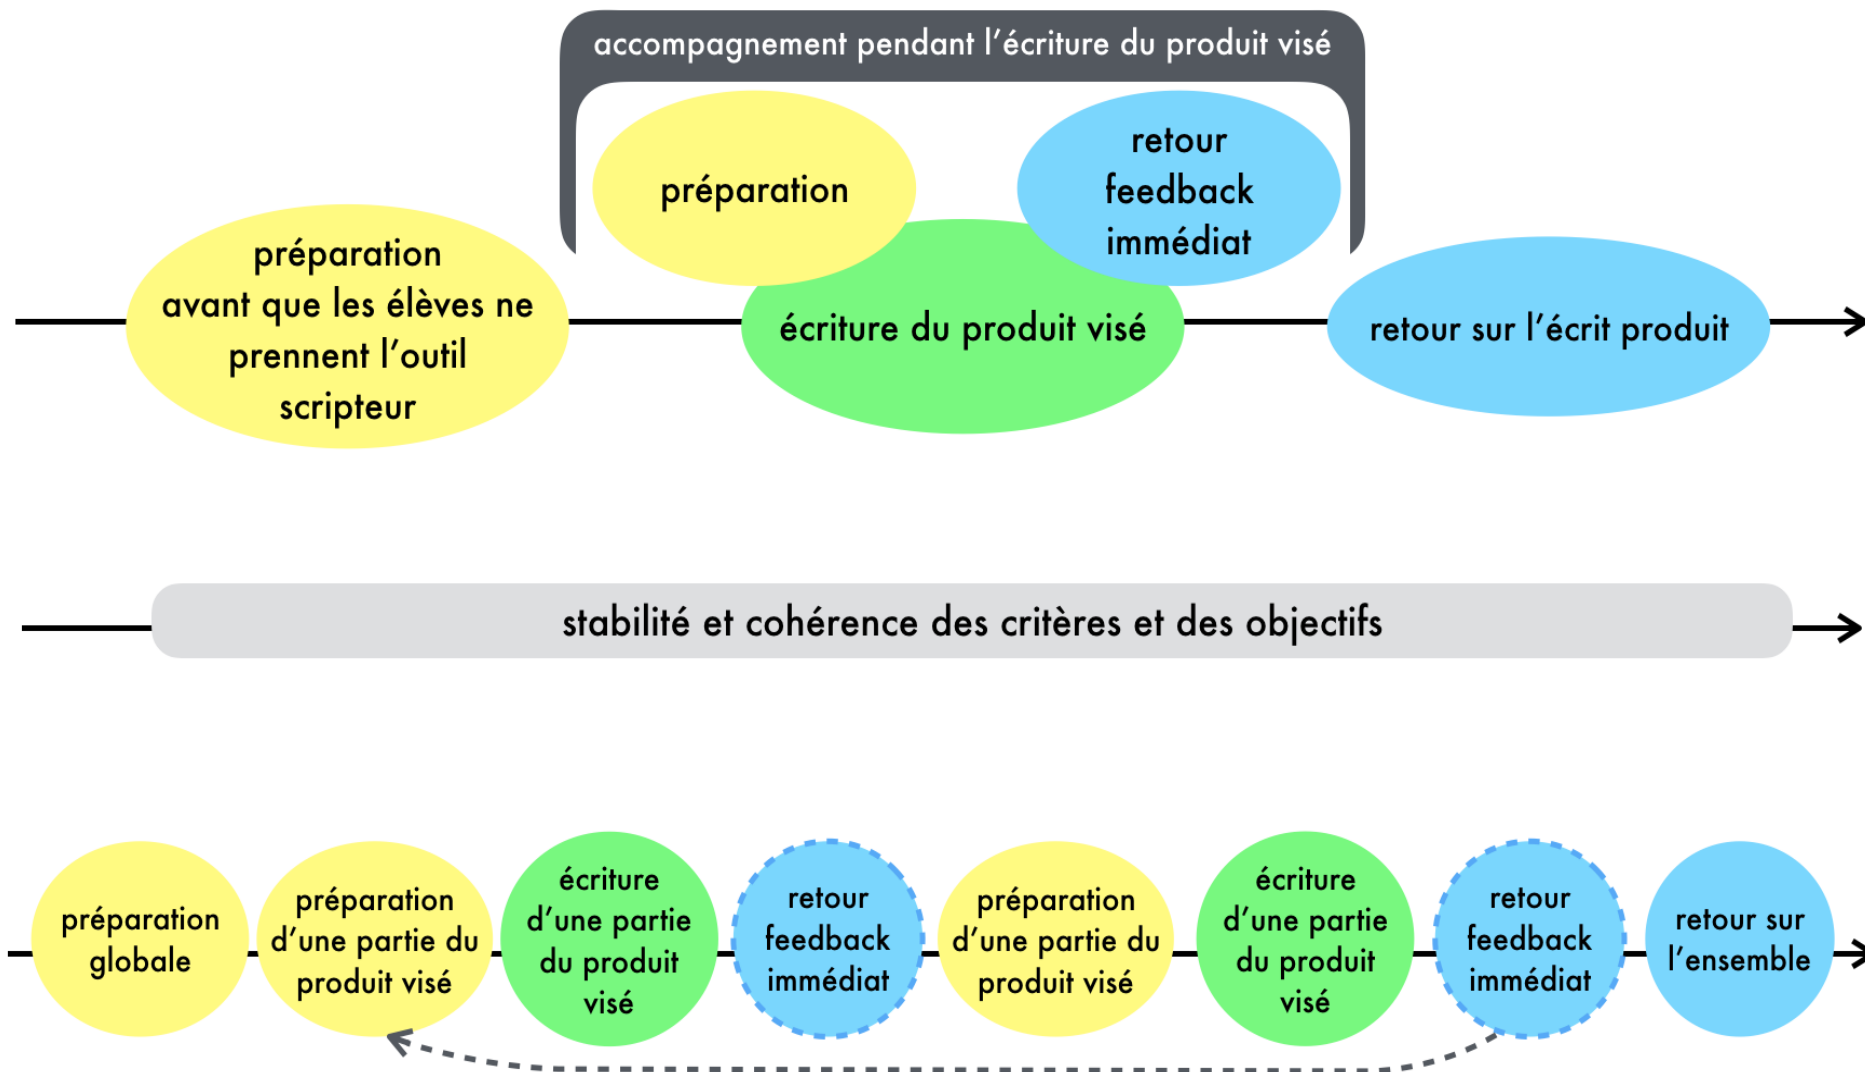 accompagnement pendant l'écriture du produit visé
préparation
retour
feedback
immédiat
préparation
avant que les élèves ne
prennent l'outil
scripteur
écriture du produit visé
retour sur l'écrit produit
stabilité et cohérence des critères et des objectifs
préparation
globale
préparation
d'une partie du
produit visé
écriture
d'une partie
du produit
visé
retour
feedback
immédiat
préparation
d'une partie du
produit visé
écriture
d'une partie
du produit
visé
retour
feedback
immédiat
retour sur
l'ensemble